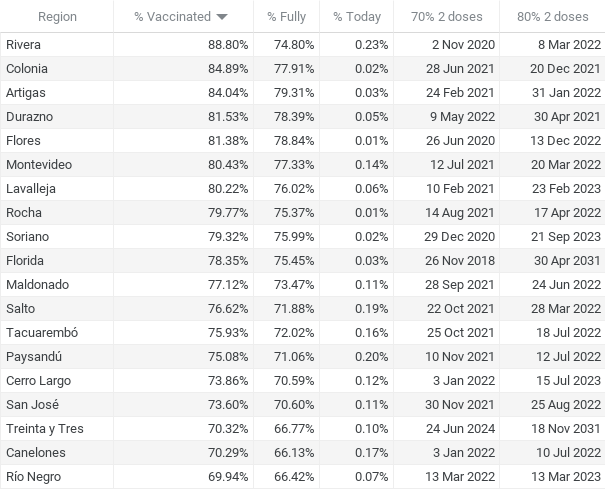 Region % Vaccinated % Fully % Today 70% 2 doses 80% 2 doses
Rivera 88.80% 74.80% 0.23% 2 Nov 2020 8 Mar 2022
Colonia 84.89% 77.91% 0.02% 28 Jun 2021 20 Dec 2021
Artigas 84.04% 79.31% 0.03% 24 Feb 2021 31 Jan 2022
Durazno 81.53% 78.39% 0.05% 9 May 2022 30 Apr 2021
Flores 81.38% 78.84% 0.01% 26 Jun 2020 13 Dec 2022
Montevideo 80.43% 77.33% 0.14% 12 Jul 2021 20 Mar 2022
Lavalleja 80.22% 76.02% 0.06% 10 Feb 2021 23 Feb 2023
Rocha 79.77% 75.37% 0.01% 14 Aug 2021 17 Apr 2022
Soriano 79.32% 75.99% 0.02% 29 Dec 2020 21 Sep 2023
Florida 78.35% 75.45% 0.03% 26 Nov 2018 30 Apr 2031
Maldonado 77.12% 73.47% 0.11% 28 Sep 2021 24 Jun 2022
Salto 76.62% 71.88% 0.19% 22 Oct 2021 28 Mar 2022
Tacuarembó 75.93% 72.02% 0.16% 25 Oct 2021 18 Jul 2022
Paysandú 75.08% 71.06% 0.20% 10 Nov 2021 12 Jul 2022
Cerro Largo 73.86% 70.59% 0.12% 3 Jan 2022 15 Jul 2023
San José 73.60% 70.60% 0.11% 30 Nov 2021 25 Aug 2022
Treinta y Tres 70.32% 66.77% 0.10% 24 Jun 2024 18 Nov 2031
Canelones 70.29% 66.13% 0.17% 3 Jan 2022 10 Jul 2022
Río Negro 69.94% 66.42% 0.07% 13 Mar 2022 13 Mar 2023